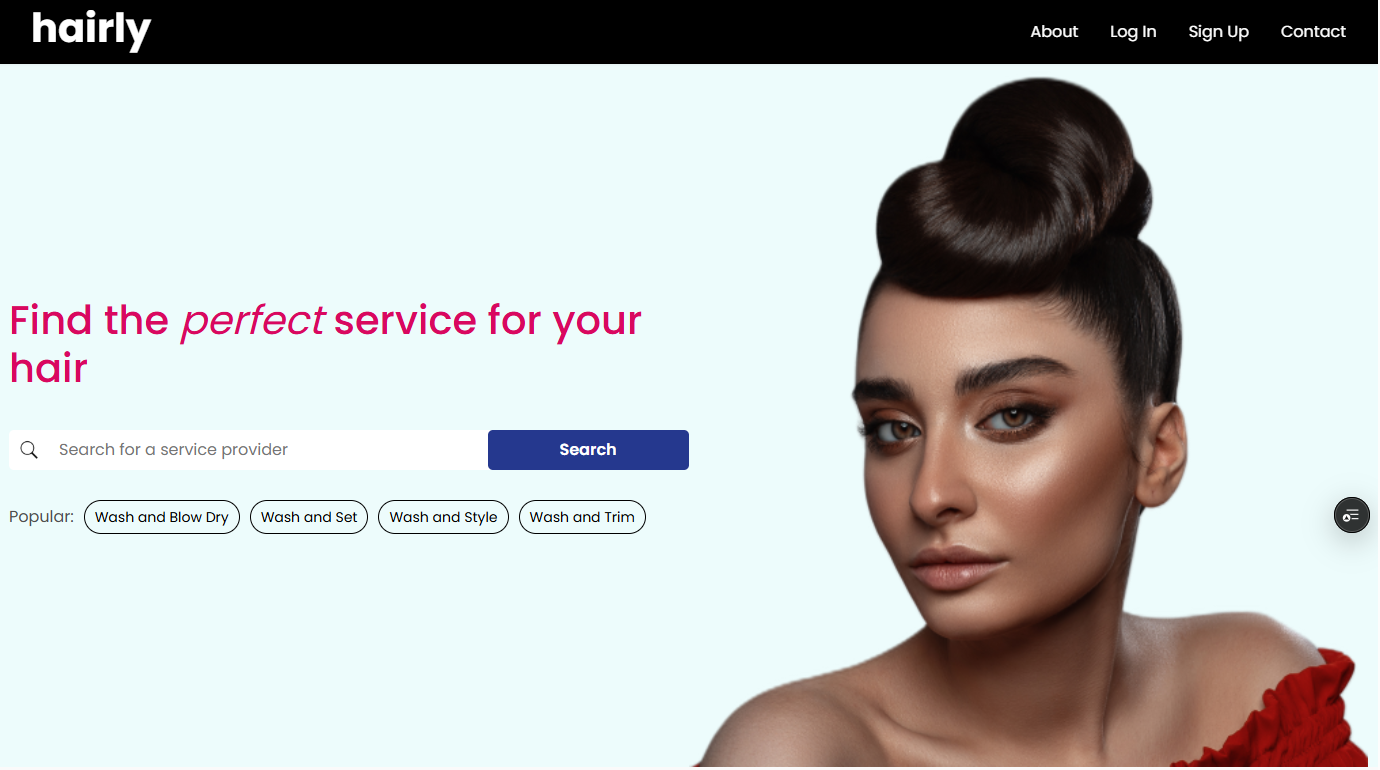 hairly
About Log In Sign Up Contact
Find the perfect service for your
hair
Search for a service provider Search
Popular: Wash and Blow Dry Wash and Set Wash and Style Wash and Trim